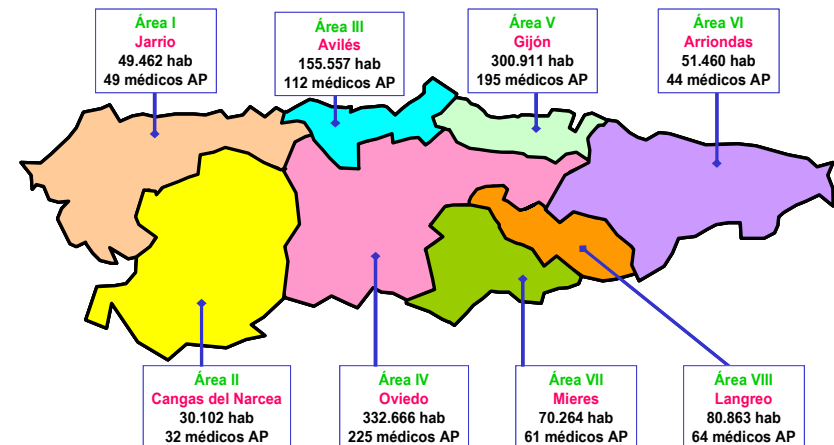 Área I
Jarrio
49.462 hab
49 médicos AP
Área III
Avilés
155.557 hab
112 médicos AP
Área V
Gijón
300.911 hab
195 médicos AP
Área VI
Arriondas
51.460 hab
44 médicos AP
Área II
Cangas del Narcea
30.102 hab
32 médicos AP
Área IV
Oviedo
332.666 hab
225 médicos AP
Área VII
Mieres
70.264 hab
61 médicos AP
Área VIII
Langreo
80.863 hab
64 médicos AP